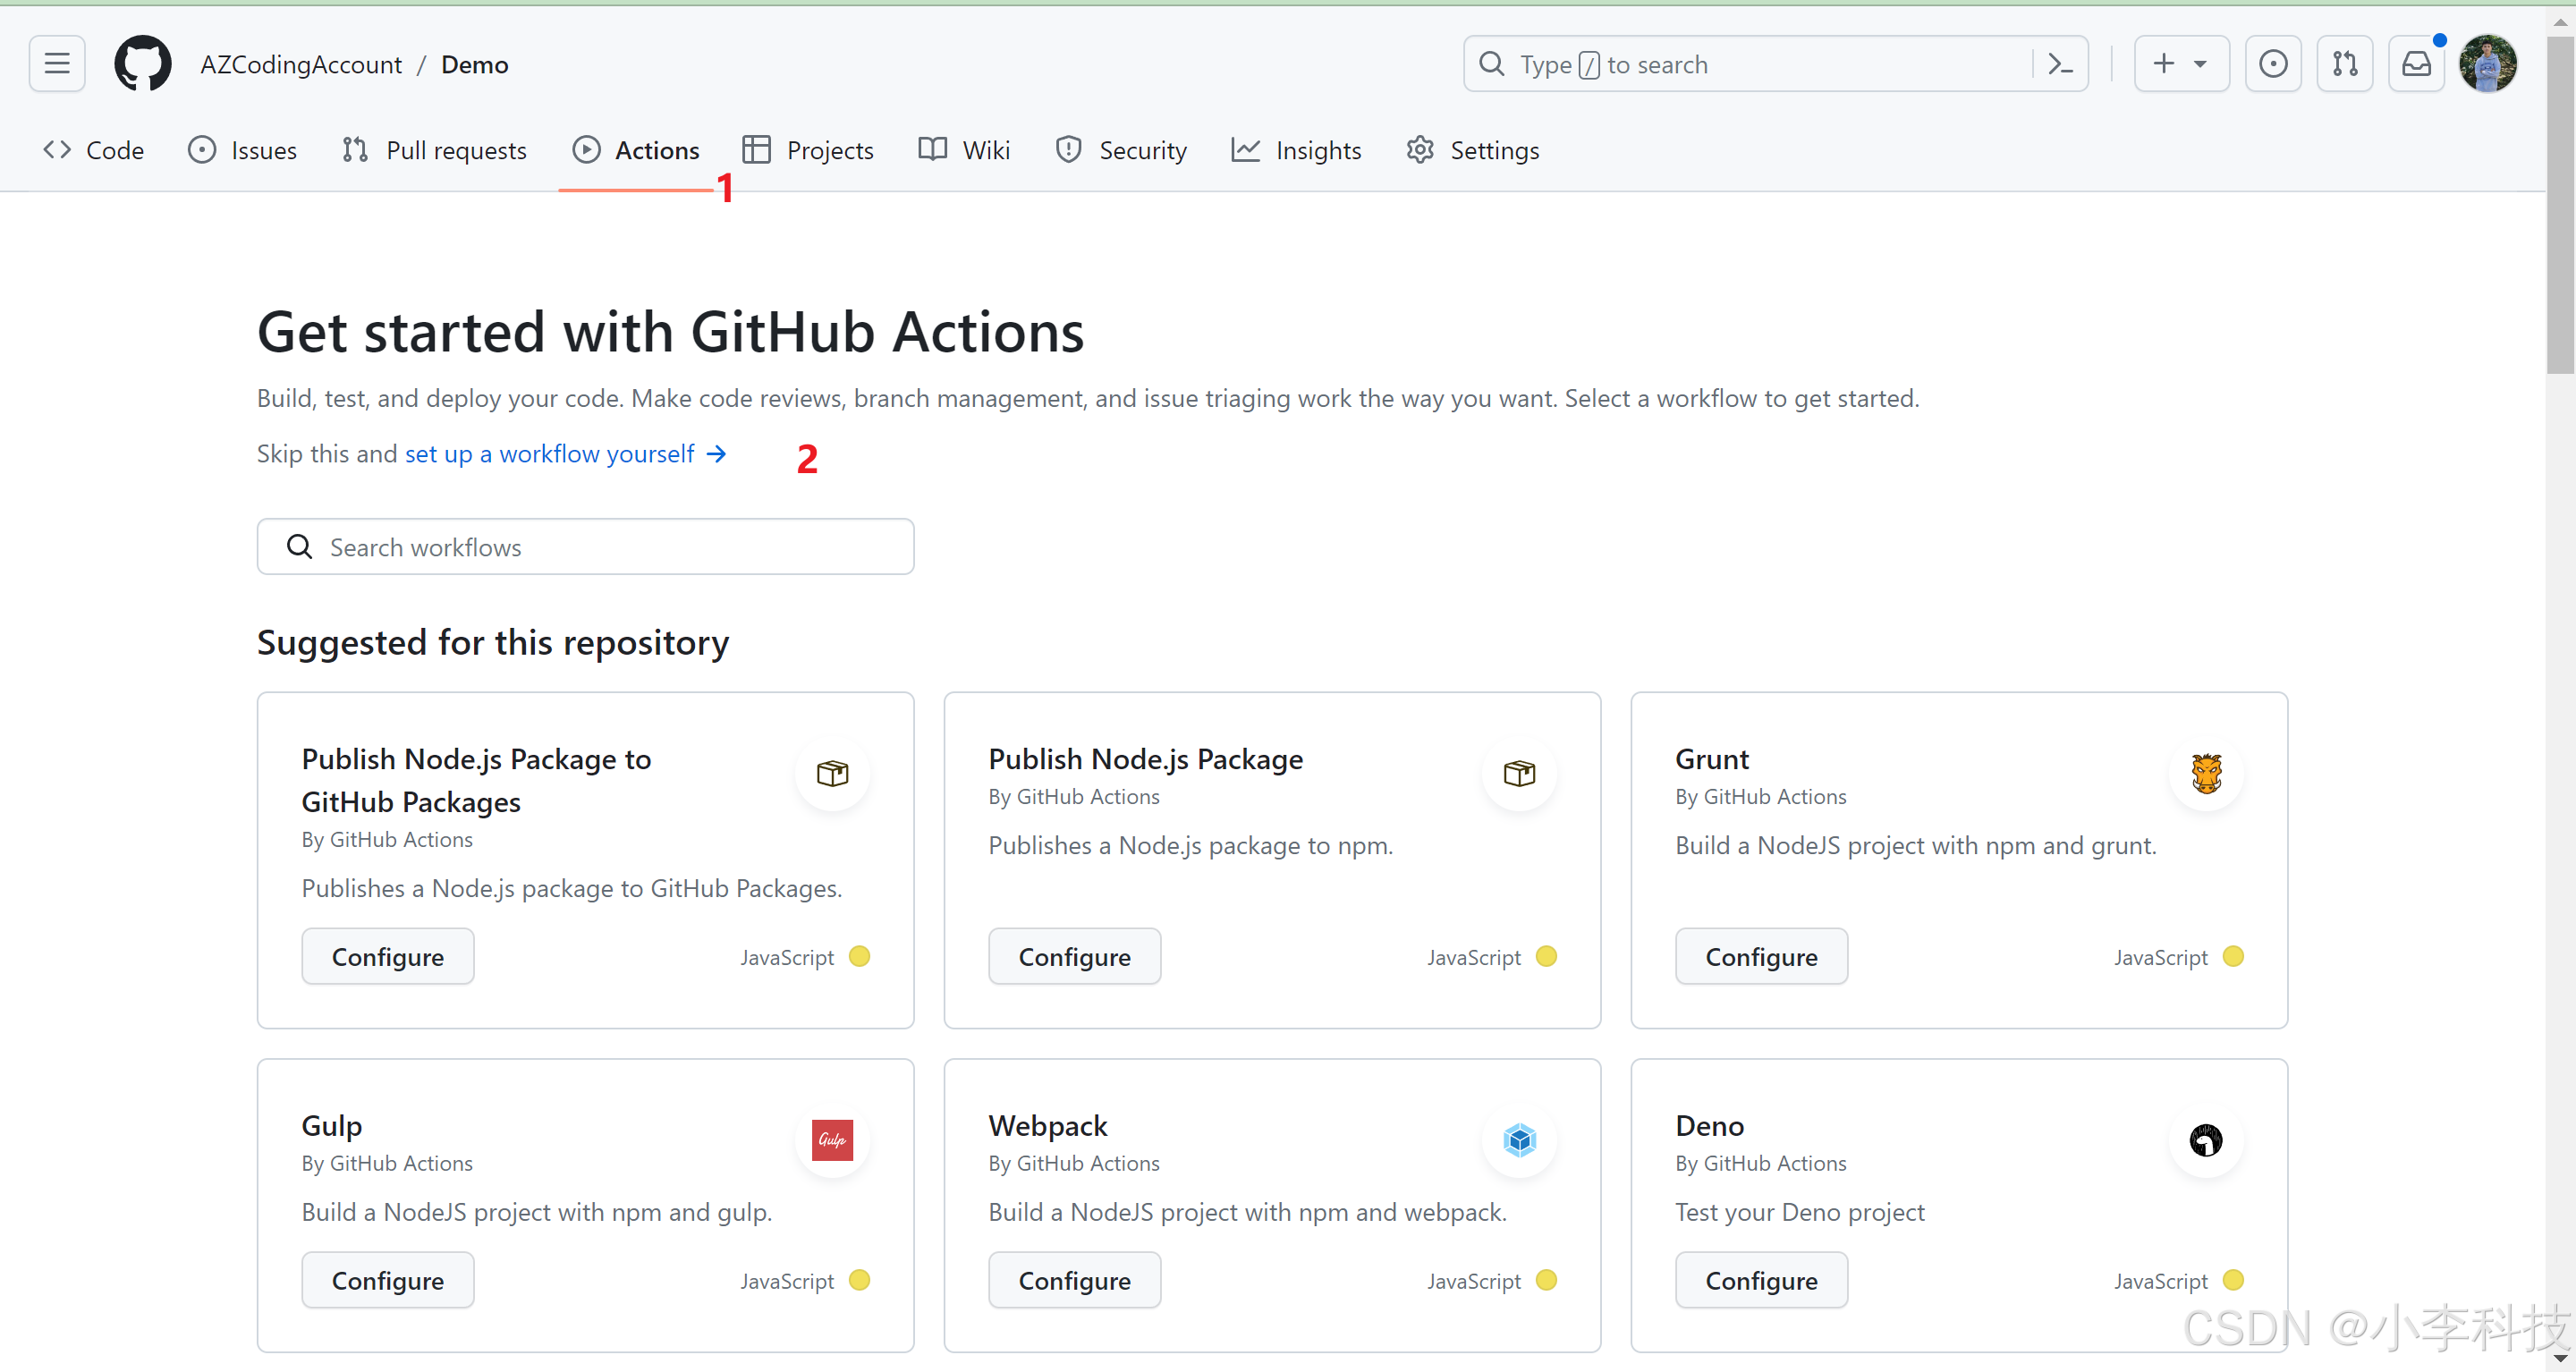 AZCodingAccount / Demo
Type / to search
Code Issues Pull requests Actions Projects Wiki Security Insights Settings
1
Get started with GitHub Actions
Build, test, and deploy your code. Make code reviews, branch management, and issue triaging work the way you want. Select a workflow to get started.
Skip this and set up a workflow yourself → 2
Search workflows
Suggested for this repository
Publish Node.js Package to
GitHub Packages
By GitHub Actions
Publishes a Node.js package to GitHub Packages.
Configure JavaScript
Publish Node.js Package
By GitHub Actions
Publishes a Node.js package to npm.
Configure JavaScript
Grunt
By GitHub Actions
Build a NodeJS project with npm and grunt.
Configure JavaScript
Gulp
Gulp
By GitHub Actions
Build a NodeJS project with npm and gulp.
Configure JavaScript
Webpack
By GitHub Actions
Build a NodeJS project with npm and webpack.
Configure JavaScript
Deno
By GitHub Actions
Test your Deno project
Configure JavaScript
CSDN @小李科技